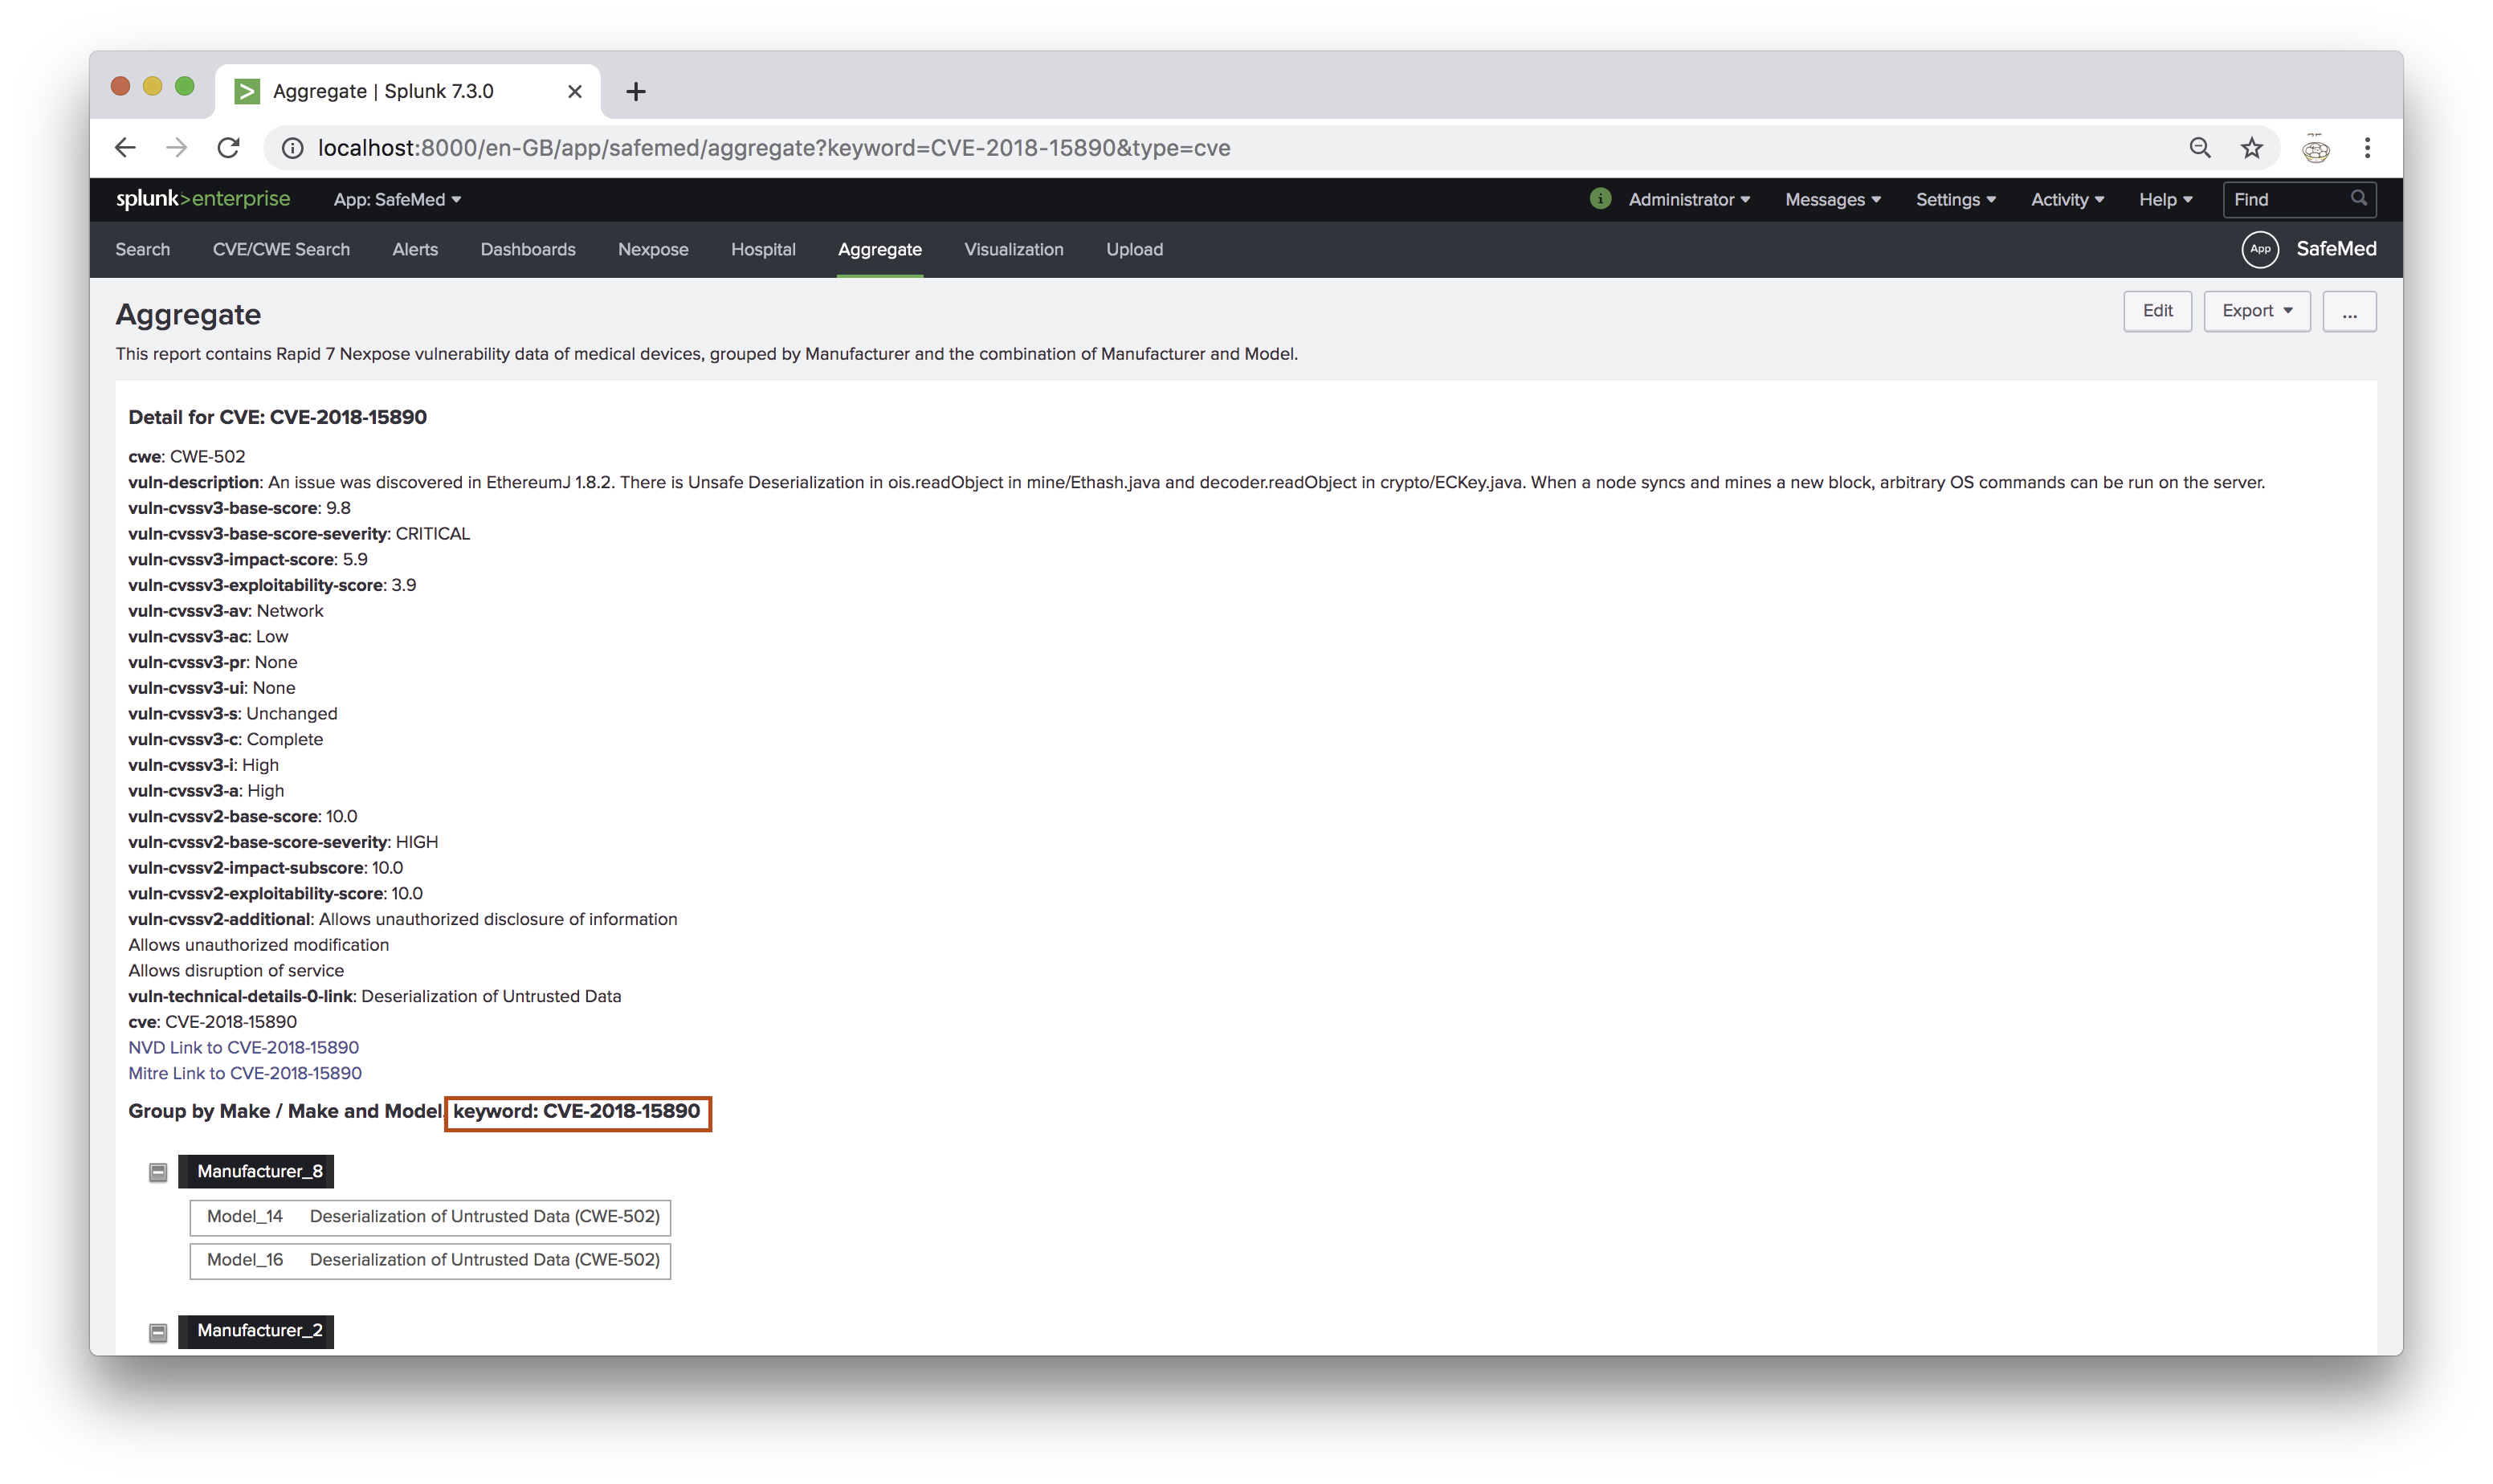 Aggregate | Splunk 7.3.0
localhost:8000/en-GB/app/safemed/aggregate?keyword=CVE-2018-15890&type=cve
splunk>enterprise App: SafeMed i Administrator Messages Settings Activity Help Find
Search CVE/CWE Search Alerts Dashboards Nexpose Hospital Aggregate Visualization Upload App SafeMed
Aggregate Edit Export ...
This report contains Rapid 7 Nexpose vulnerability data of medical devices, grouped by Manufacturer and the combination of Manufacturer and Model.
Detail for CVE: CVE-2018-15890
cwe: CWE-502
vuln-description: An issue was discovered in EthereumJ 1.8.2. There is Unsafe Deserialization in ois.readObject in mine/Ethash.java and decoder.readObject in crypto/ECKey.java. When a node syncs and mines a new block, arbitrary OS commands can be run on the server.
vuln-cvssv3-base-score: 9.8
vuln-cvssv3-base-score-severity: CRITICAL
vuln-cvssv3-impact-score: 5.9
vuln-cvssv3-exploitability-score: 3.9
vuln-cvssv3-av: Network
vuln-cvssv3-ac: Low
vuln-cvssv3-pr: None
vuln-cvssv3-ui: None
vuln-cvssv3-s: Unchanged
vuln-cvssv3-c: Complete
vuln-cvssv3-i: High
vuln-cvssv3-a: High
vuln-cvssv2-base-score: 10.0
vuln-cvssv2-base-score-severity: HIGH
vuln-cvssv2-impact-subscore: 10.0
vuln-cvssv2-exploitability-score: 10.0
vuln-cvssv2-additional: Allows unauthorized disclosure of information
Allows unauthorized modification
Allows disruption of service
vuln-technical-details-0-link: Deserialization of Untrusted Data
cve: CVE-2018-15890
NVD Link to CVE-2018-15890
Mitre Link to CVE-2018-15890
Group by Make / Make and Model keyword: CVE-2018-15890
Manufacturer_8
Model_14 Deserialization of Untrusted Data (CWE-502)
Model_16 Deserialization of Untrusted Data (CWE-502)
Manufacturer_2